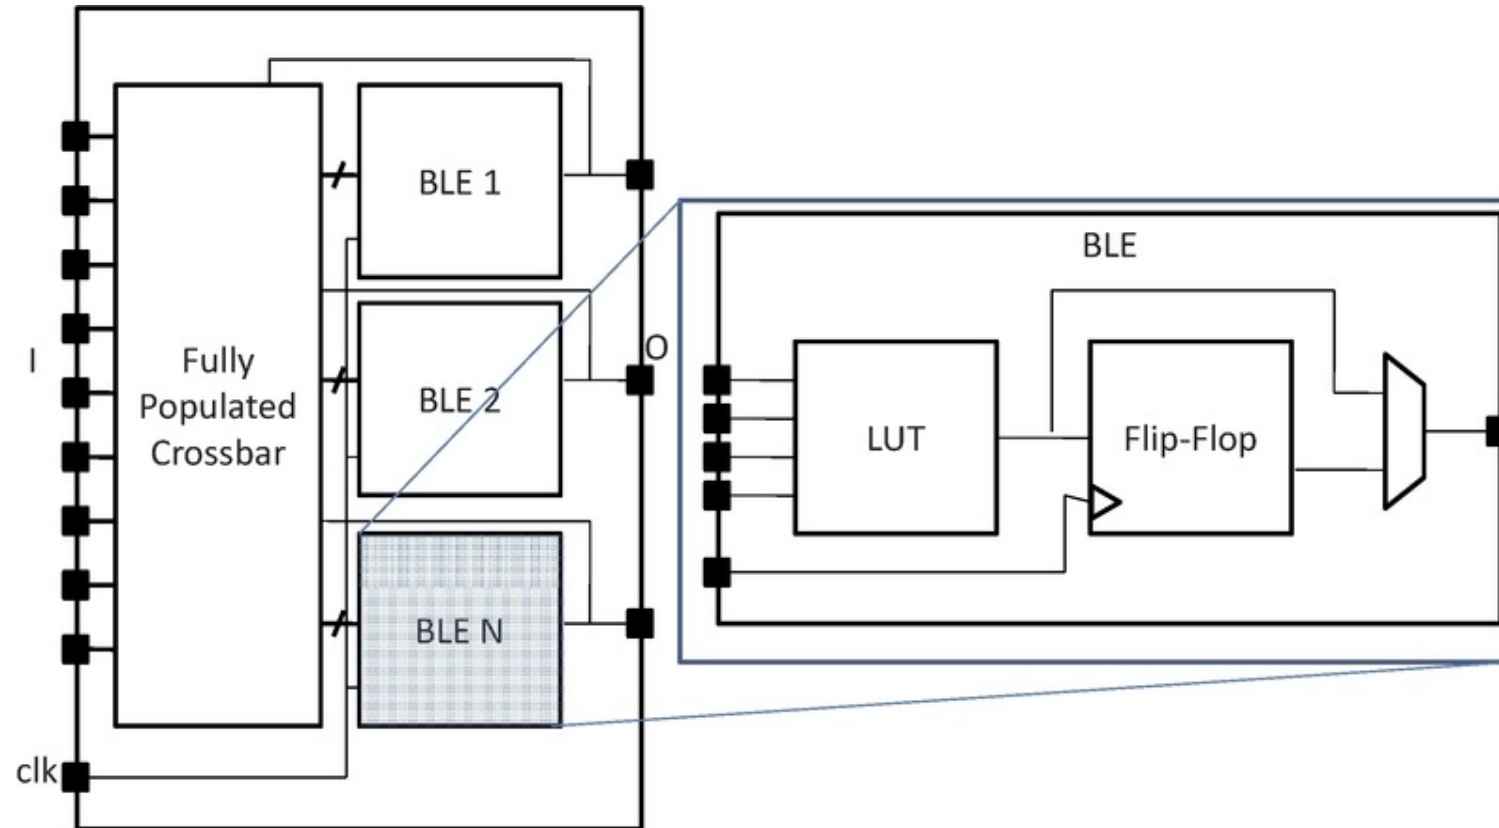 BLE 1
BLE
I
Fully
Populated
Crossbar
O
BLE 2
LUT
Flip-Flop
BLE N
clk